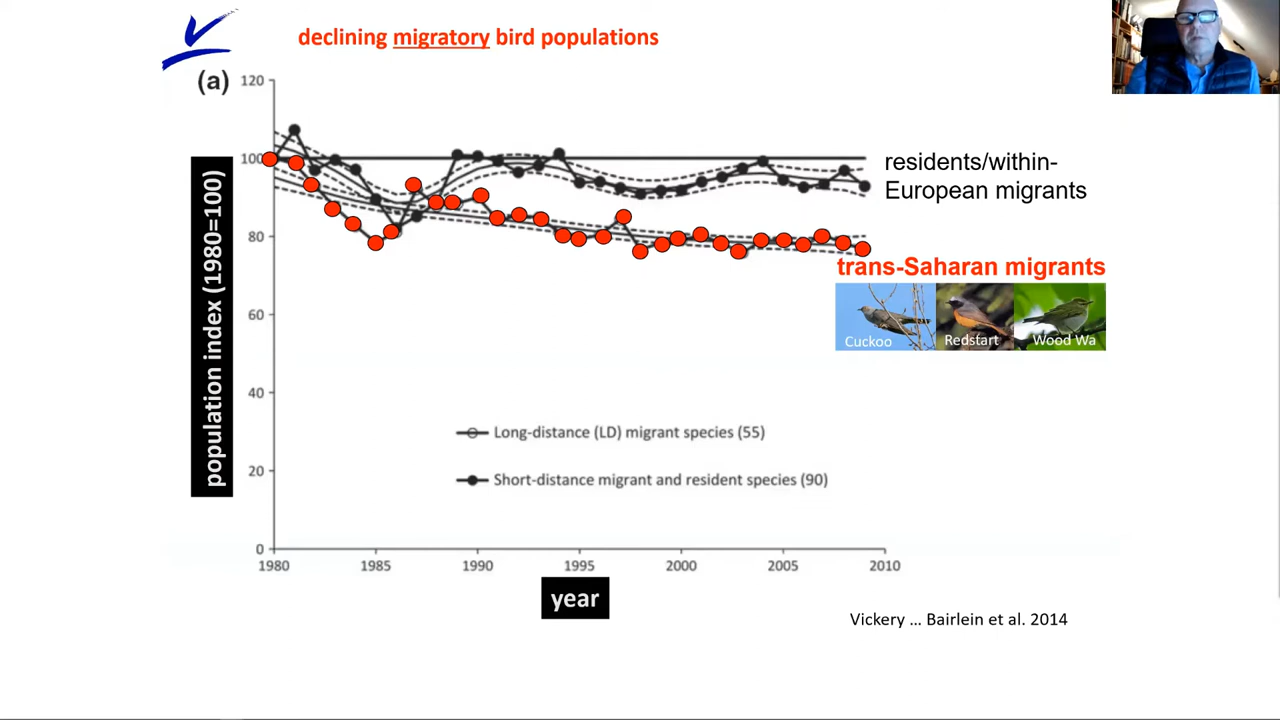 declining migratory bird populations
(a)
120
100
80
60
40
20
0
population index (1980=100)
residents/within-
European migrants
trans-Saharan migrants
Cuckoo
Redstart
Wood Wa
Long-distance (LD) migrant species (55)
Short-distance migrant and resident species (90)
1980
1985
1990
1995
2000
2005
2010
year
Vickery ... Bairlein et al. 2014